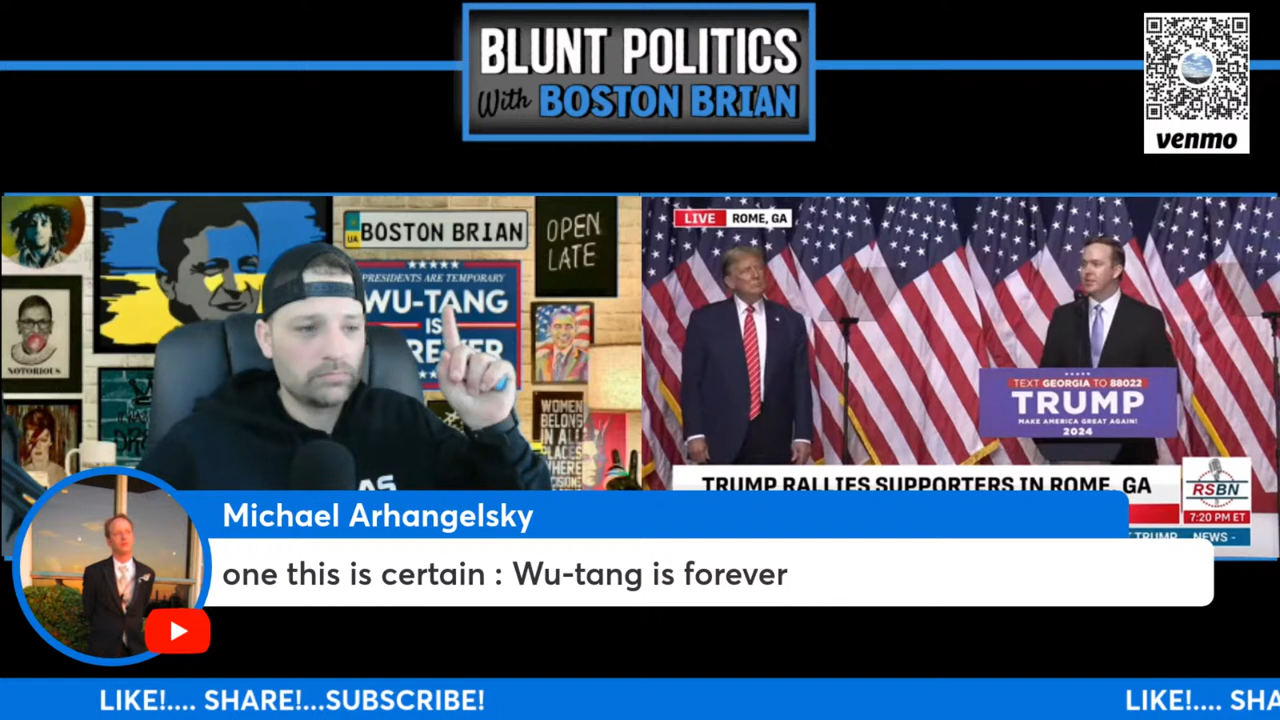 BLUNT POLITICS
With BOSTON BRIAN
venmo
UA
BOSTON BRIAN
OPEN
LATE
PRESIDENTS ARE TEMPORARY
WU-TANG
IS
NOTORIOUS
WOMEN
BELONG
IN ALL
PLACES
WHERE
LIVE
ROME, GA
TEXT GEORGIA TO 88022
TRUMP
MAKE AMERICA GREAT AGAIN!
2024
TRUMP RALLIES SUPPORTERS IN ROME, GA
RSBN
7:20 PM ET
TRUMP
NEWS -
Michael Arhangelsky
one this is certain : Wu-tang is forever
LIKE!.... SHARE!...SUBSCRIBE!
LIKE!.... SHA